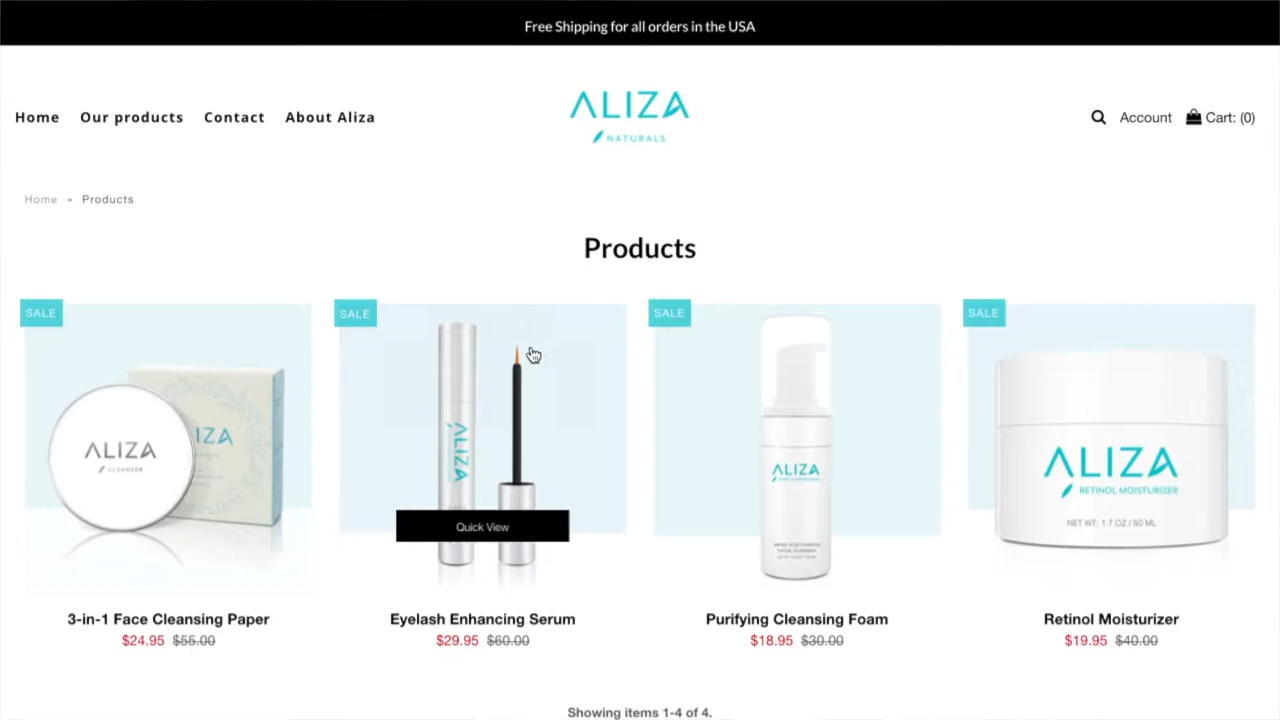 Free Shipping for all orders in the USA
Home Our products Contact About Aliza
ALIZA
NATURALS
Account Cart: (0)
Home » Products
Products
SALE
SALE
SALE
SALE
ALIZA
CLEANSER
IZA
ALIZA
Quick View
ALIZA
ALIZA
RETINOL MOISTURIZER
NET WT: 1.7 OZ / 50 ML
3-in-1 Face Cleansing Paper
$24.95 $55.00
Eyelash Enhancing Serum
$29.95 $60.00
Purifying Cleansing Foam
$18.95 $30.00
Retinol Moisturizer
$19.95 $40.00
Showing items 1-4 of 4.